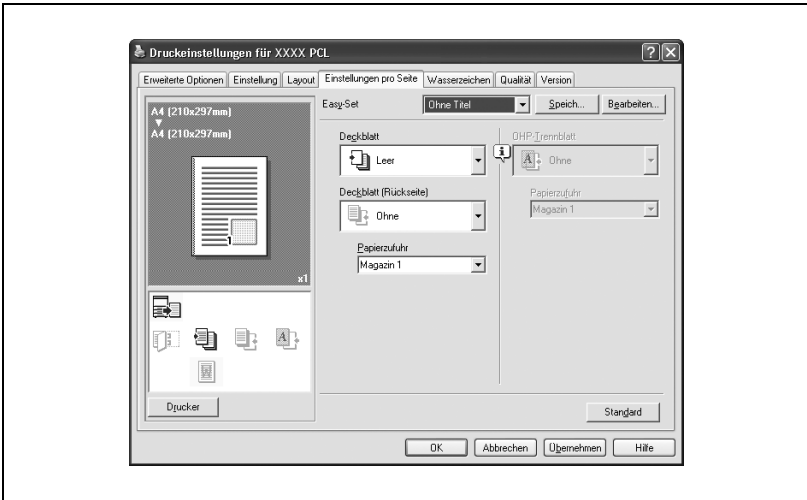 Druckeinstellungen für XXXX PCL
Erweiterte Optionen Einstellung Layout Einstellungen pro Seite Wasserzeichen Qualität Version
A4 (210x297mm)
A4 (210x297mm)
1
x1
Drucker
Easy-Set Ohne Titel Speich... Bearbeiten...
Deckblatt
Leer
Deckblatt (Rückseite)
Ohne
Papierzufuhr
Magazin 1
OHP-Trennblatt
A Ohne
Papierzufuhr
Magazin 1
A
Standard
OK Abbrechen Übernehmen Hilfe